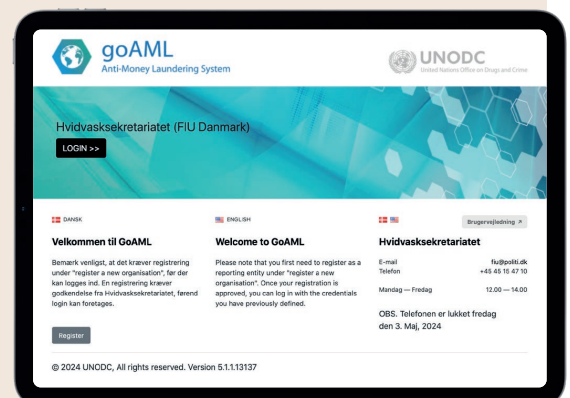 goAML
Anti-Money Laundering System
UNODC
United Nations Office on Drugs and Crime
Hvidvasksekretariatet (FIU Danmark)
LOGIN >>
DANSK
Velkommen til GoAML
Bemærk venligst, at det kræver registrering
under "register a new organisation", før der
kan logges ind. En registrering kræver
godkendelse fra Hvidvasksekretariatet, førend
login kan foretages.
Register
ENGLISH
Welcome to GoAML
Please note that you first need to register as a
reporting entity under "register a new
organisation". Once your registration is
approved, you can log in with the credentials
you have previously defined.
Brugervejledning ↗
Hvidvasksekretariatet
E-mail fiu@politi.dk
Telefon +45 45 15 47 10
Mandag — Fredag 12.00 — 14.00
OBS. Telefonen er lukket fredag
den 3. Maj, 2024
© 2024 UNODC, All rights reserved. Version 5.1.1.13137